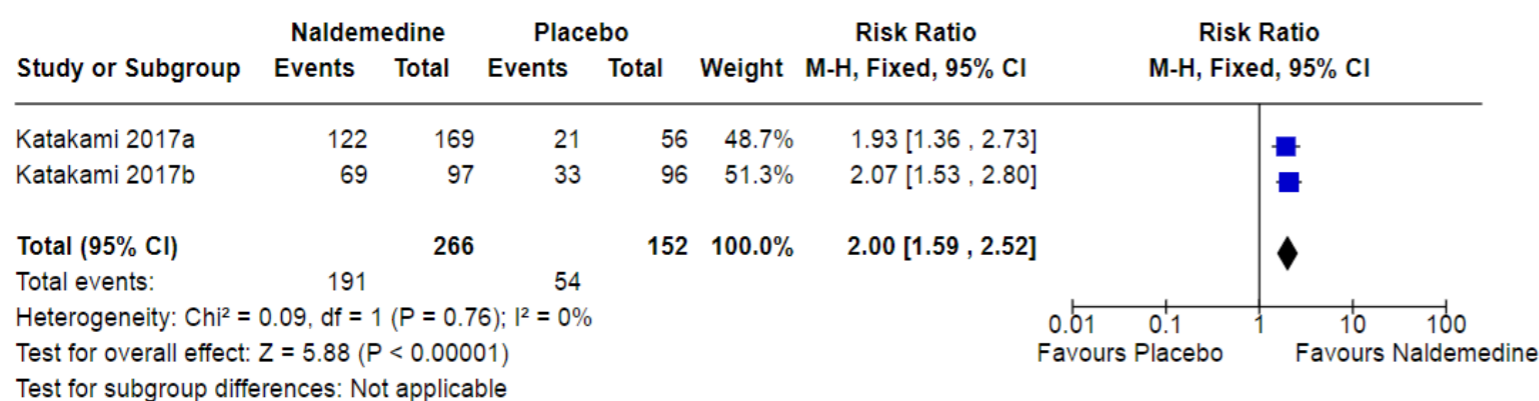 Naldemedine Placebo Risk Ratio Risk Ratio
Study or Subgroup Events Total Events Total Weight M-H, Fixed, 95% CI M-H, Fixed, 95% CI
Katakami 2017a 122 169 21 56 48.7% 1.93 [1.36 , 2.73]
Katakami 2017b 69 97 33 96 51.3% 2.07 [1.53 , 2.80]
Total (95% CI) 266 152 100.0% 2.00 [1.59 , 2.52]
Total events: 191 54
Heterogeneity: Chi² = 0.09, df = 1 (P = 0.76); I² = 0%
Test for overall effect: Z = 5.88 (P < 0.00001)
Test for subgroup differences: Not applicable
0.01 0.1 1 10 100
Favours Placebo Favours Naldemedine